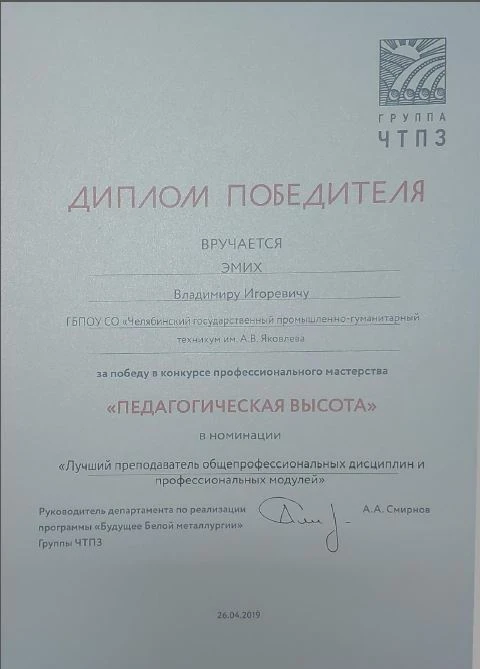 ГРУППА
ЧТПЗ
ДИПЛОМ ПОБЕДИТЕЛЯ
ВРУЧАЕТСЯ
ЭМИХ
Владимиру Игоревичу
ГБПОУ СО «Челябинский государственный промышленно-гуманитарный
техникум им. А.В. Яковлева
за победу в конкурсе профессионального мастерства
«ПЕДАГОГИЧЕСКАЯ ВЫСОТА»
в номинации
«Лучший преподаватель общепрофессиональных дисциплин и
профессиональных модулей»
Руководитель департамента по реализации
программы «Будущее Белой металлургии»
Группы ЧТПЗ
А.А. Смирнов
26.04.2019